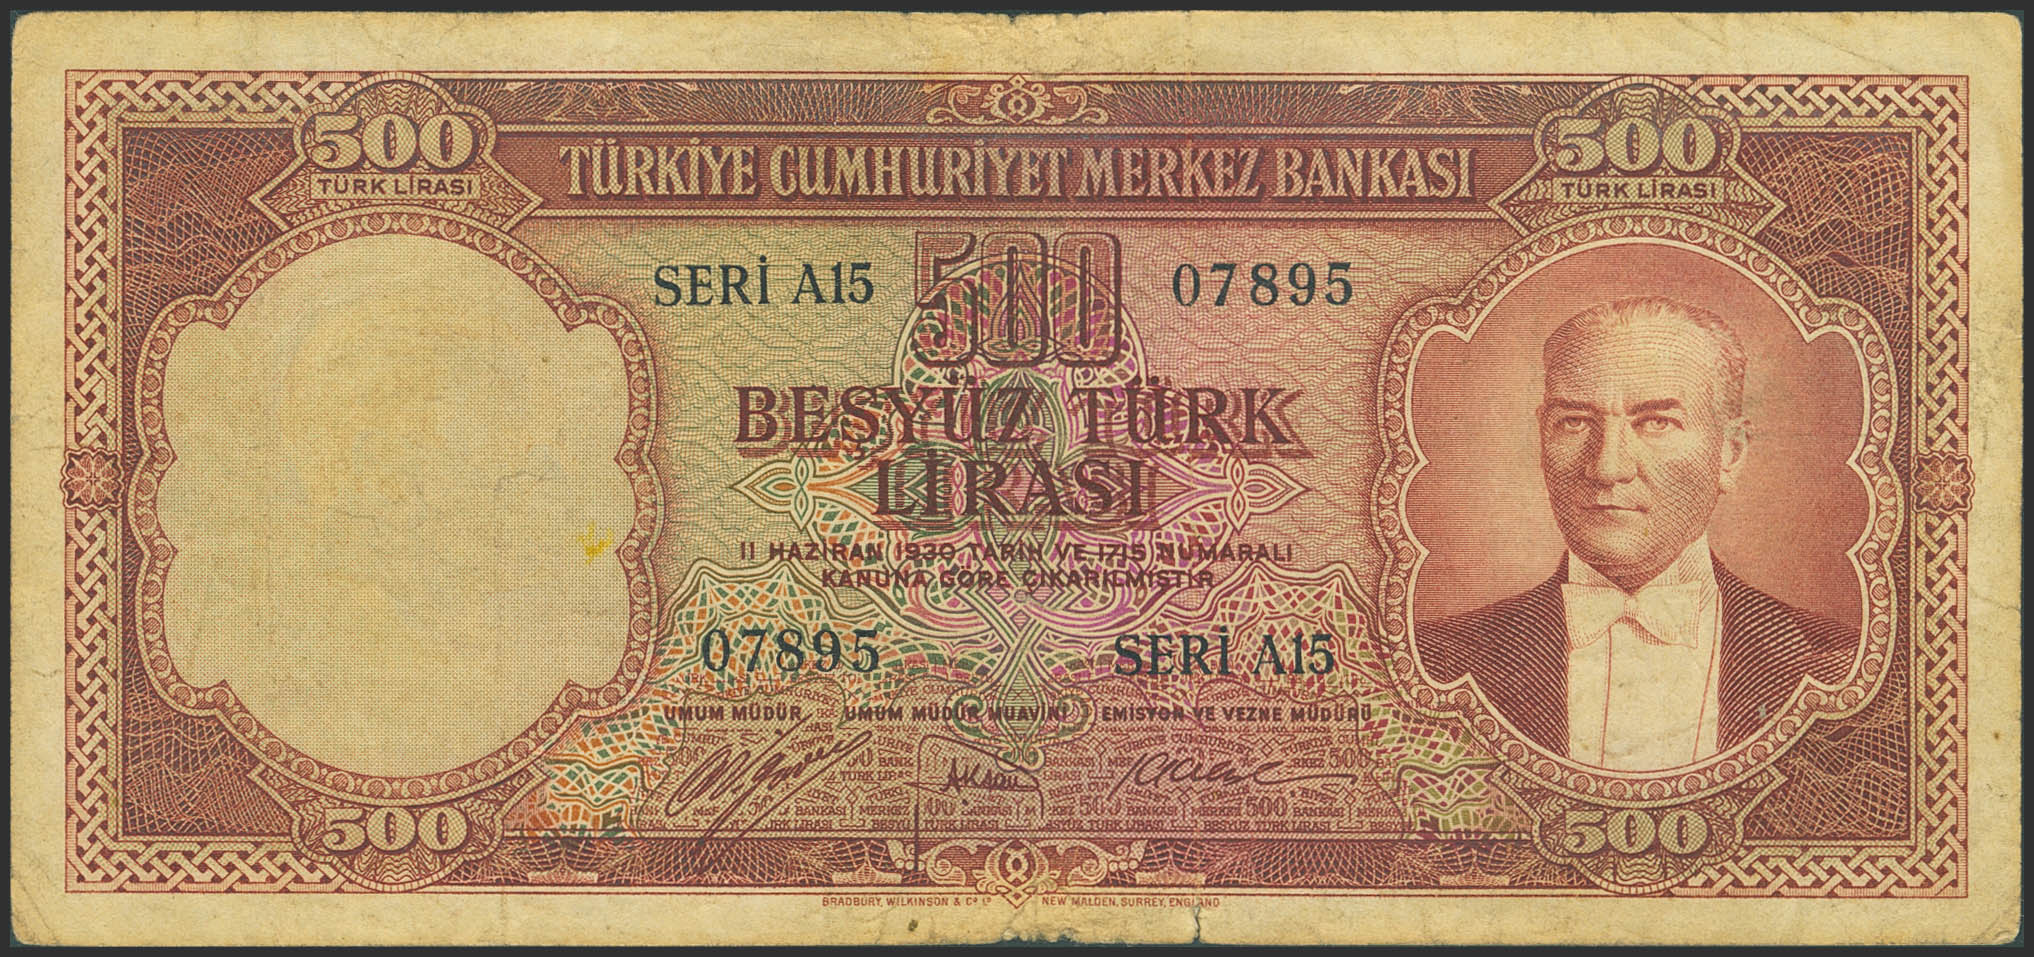 500
TÜRK LİRASI
TÜRKİYE CUMHURİYET MERKEZ BANKASI
500
TÜRK LİRASI
SERİ A15
500
07895
BEŞYÜZ TÜRK
LİRASI
11 HAZİRAN 1930 TARİH VE 1715 NUMARALI
KANUNA GÖRE ÇIKARILMIŞTIR
07895
SERİ A15
UMUM MÜDÜR
UMUM MÜDÜR MUAVİNİ
EMİSYON VE VEZNE MÜDÜRÜ
500
500
BRADBURY, WILKINSON & Cº Lº NEW MALDEN, SURREY, ENGLAND